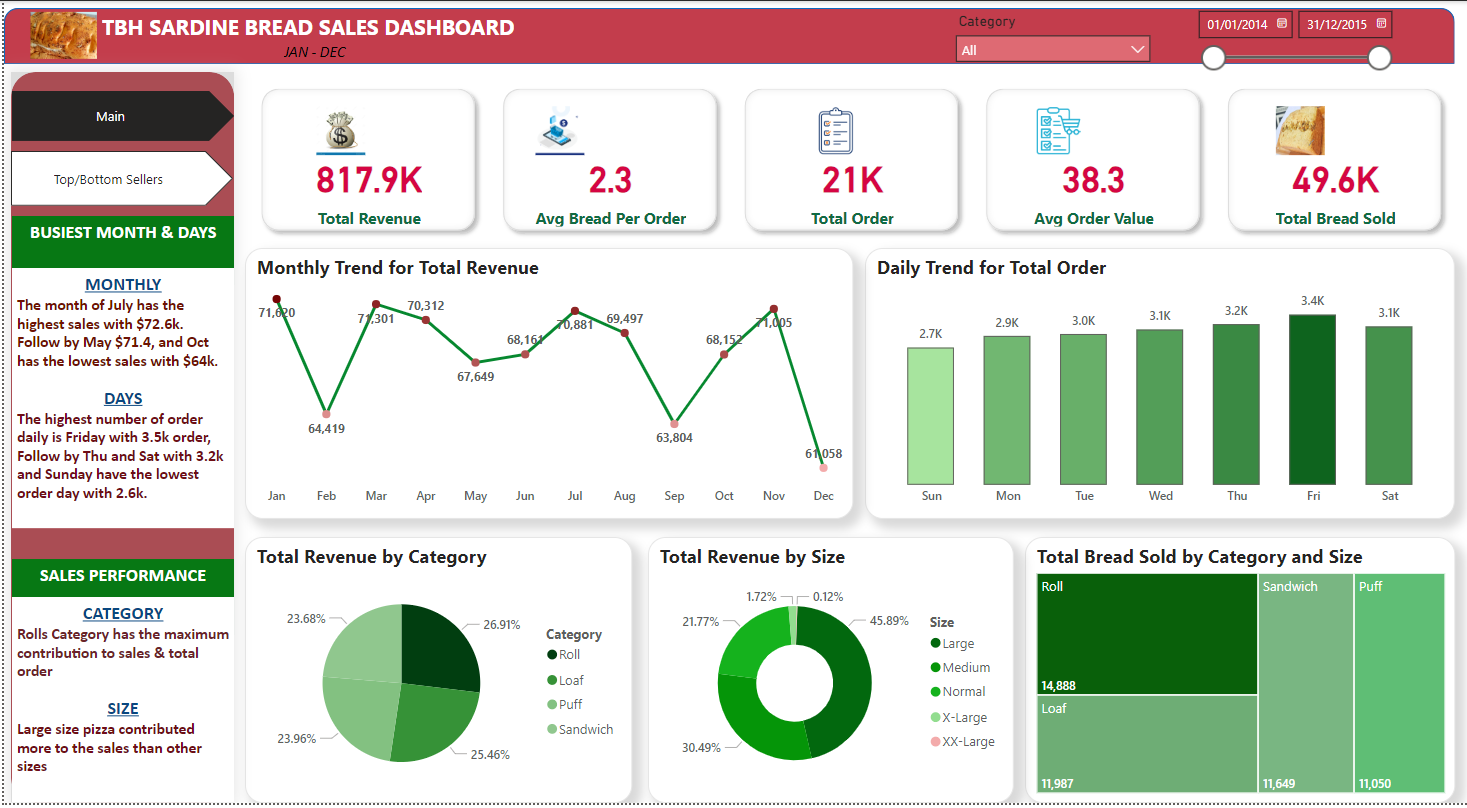 TBH SARDINE BREAD SALES DASHBOARD
JAN - DEC
Category
All
01/01/2014
31/12/2015
Main
Top/Bottom Sellers
BUSIEST MONTH & DAYS
MONTHLY
The month of July has the
highest sales with $72.6k.
Follow by May $71.4, and Oct
has the lowest sales with $64k.
DAYS
The highest number of order
daily is Friday with 3.5k order,
Follow by Thu and Sat with 3.2k
and Sunday have the lowest
order day with 2.6k.
SALES PERFORMANCE
CATEGORY
Rolls Category has the maximum
contribution to sales & total
order
SIZE
Large size pizza contributed
more to the sales than other
sizes
817.9K
Total Revenue
2.3
Avg Bread Per Order
21K
Total Order
38.3
Avg Order Value
49.6K
Total Bread Sold
Monthly Trend for Total Revenue
71,620
64,419
71,301
70,312
67,649
68,161
70,881
69,497
63,804
68,152
71,005
61,058
Jan Feb Mar Apr May Jun Jul Aug Sep Oct Nov Dec
Daily Trend for Total Order
2.7K 2.9K 3.0K 3.1K 3.2K 3.4K 3.1K
Sun Mon Tue Wed Thu Fri Sat
Total Revenue by Category
26.91%
25.46%
23.96%
23.68%
Category
Roll
Loaf
Puff
Sandwich
Total Revenue by Size
1.72% 0.12%
45.89%
30.49%
21.77%
Size
Large
Medium
Normal
X-Large
XX-Large
Total Bread Sold by Category and Size
Roll
14,888
Loaf
11,987
Sandwich
11,649
Puff
11,050